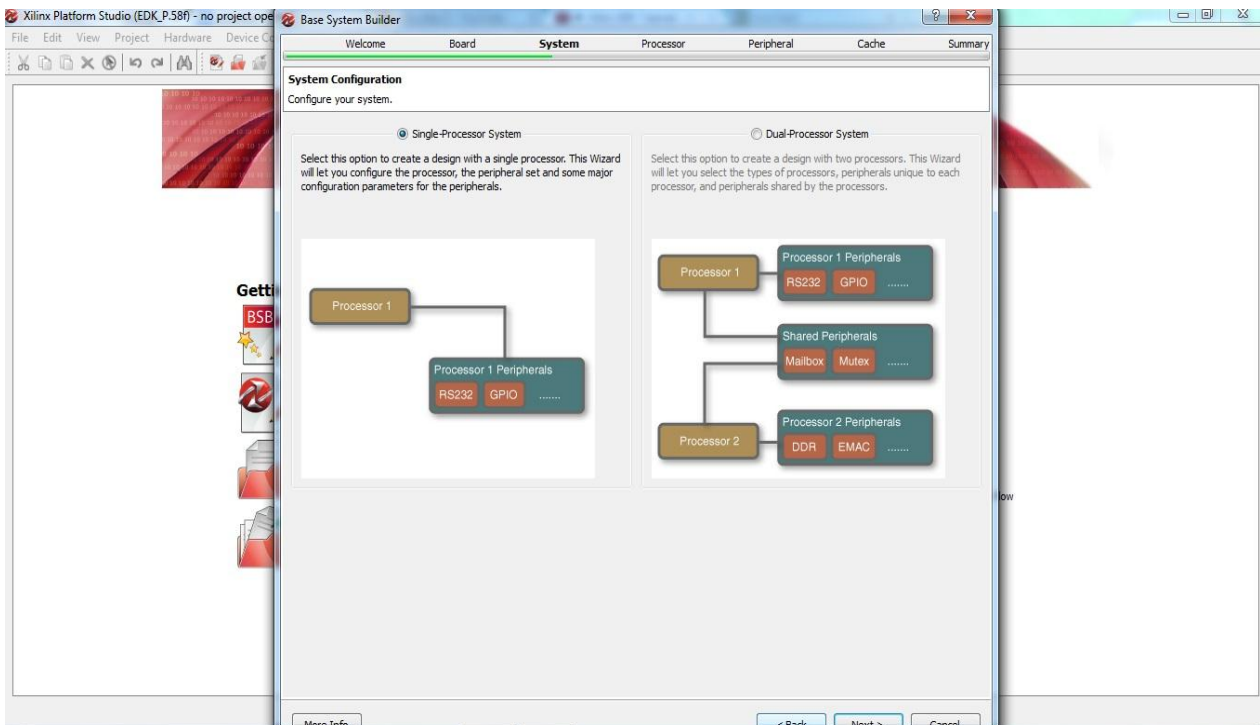 Xilinx Platform Studio (EDK_P.58f) - no project ope
File Edit View Project Hardware Device Co
Base System Builder
Welcome Board System Processor Peripheral Cache Summary
System Configuration
Configure your system.
Single-Processor System
Select this option to create a design with a single processor. This Wizard
will let you configure the processor, the peripheral set and some major
configuration parameters for the peripherals.
Processor 1
Processor 1 Peripherals
RS232 GPIO .......
Dual-Processor System
Select this option to create a design with two processors. This Wizard
will let you select the types of processors, peripherals unique to each
processor, and peripherals shared by the processors.
Processor 1
Processor 1 Peripherals
RS232 GPIO .......
Shared Peripherals
Mailbox Mutex .......
Processor 2
Processor 2 Peripherals
DDR EMAC .......
Getti
BSB
low
More Info < Back Next > Cancel